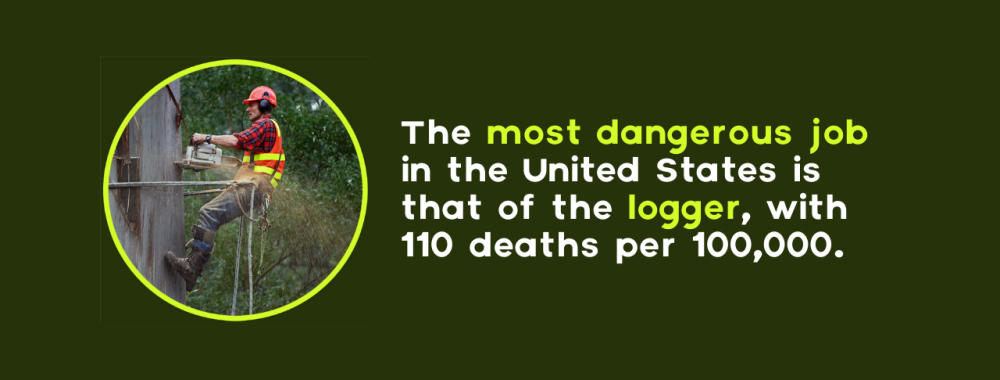 The most dangerous job
in the United States is
that of the logger, with
110 deaths per 100,000.